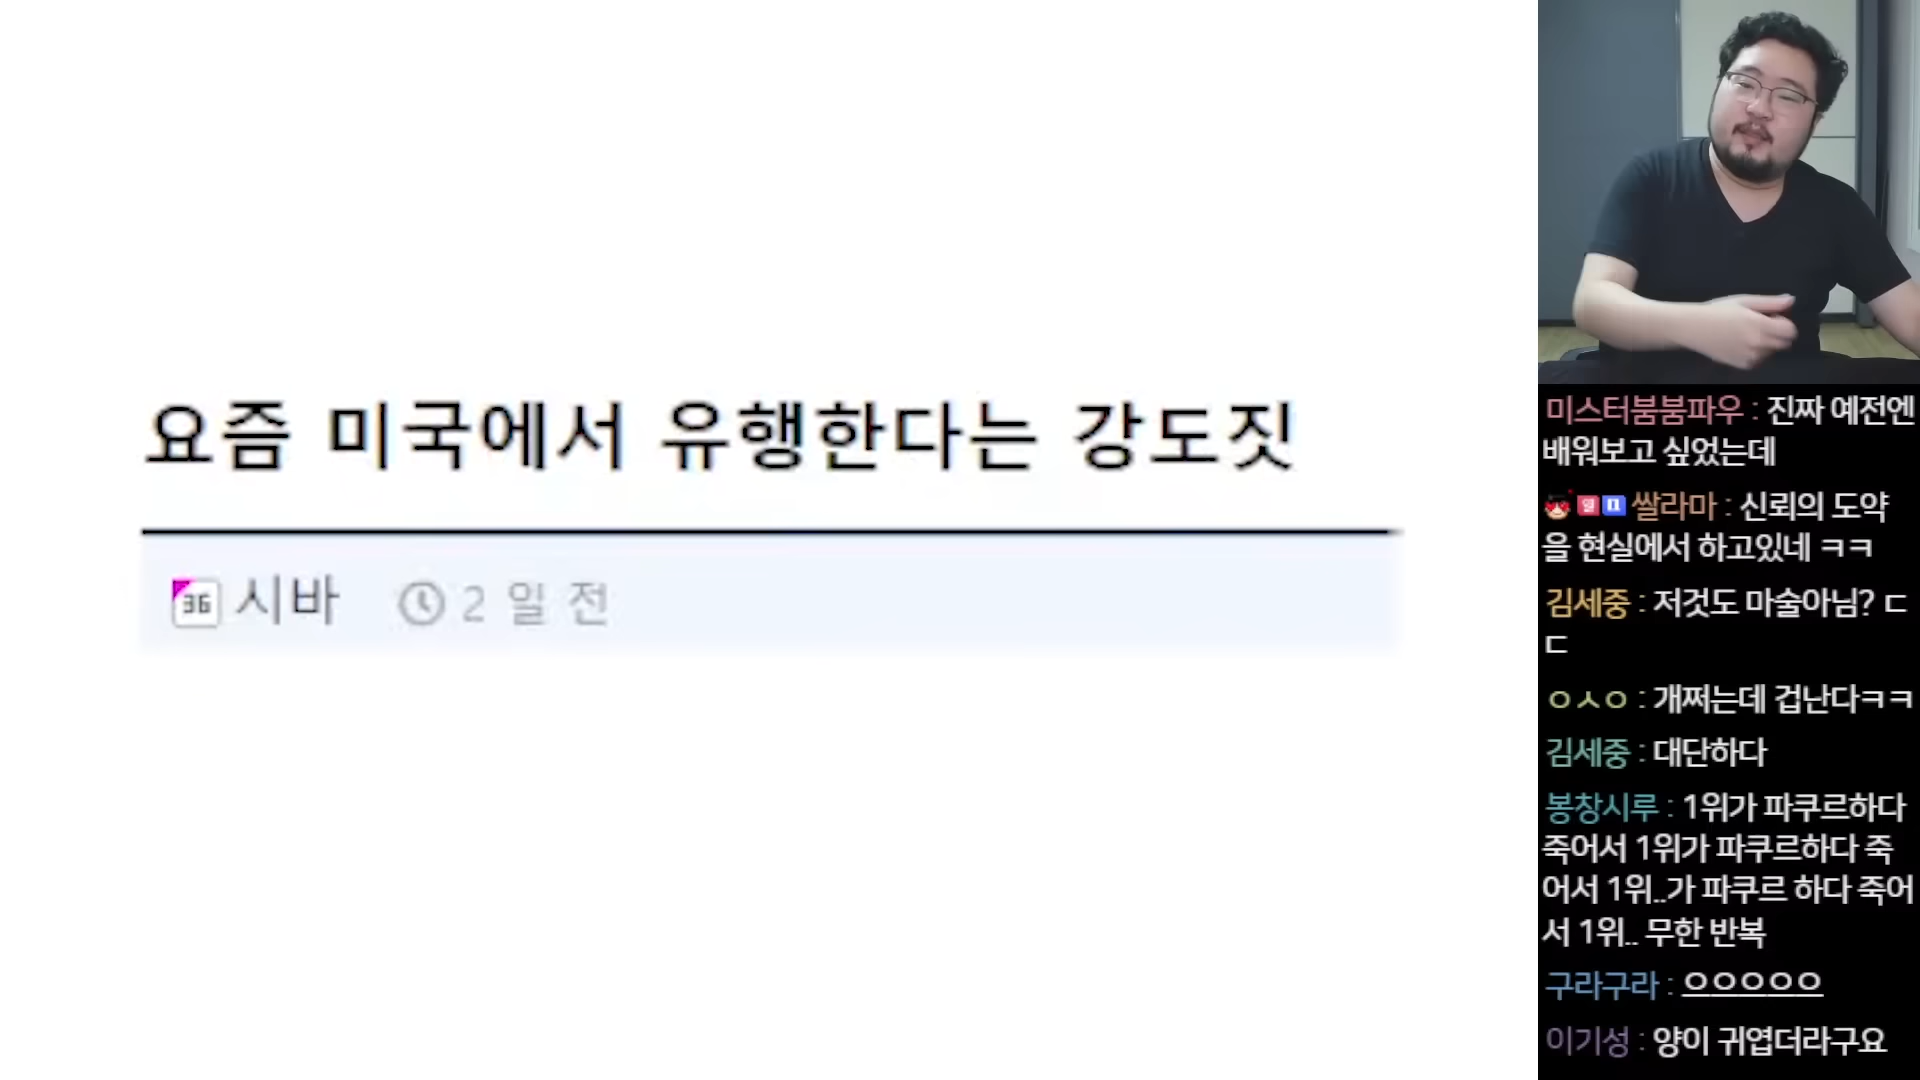 요즘 미국에서 유행한다는 강도짓
36 시바 2 일 전
미스터붐붐파우 : 진짜 예전엔
배워보고 싶었는데
열 쌀라마 : 신뢰의 도약
을 현실에서 하고있네 ㅋㅋ
김세중 : 저것도 마술아님? ㄷ
ㄷ
ㅇㅅㅇ : 개쩌는데 겁난다ㅋㅋ
김세중 : 대단하다
봉창시루 : 1위가 파쿠르하다
죽어서 1위가 파쿠르하다 죽
어서 1위..가 파쿠르 하다 죽어
서 1위.. 무한 반복
구라구라 : 으으으으으
이기성 : 양이 귀엽더라구요